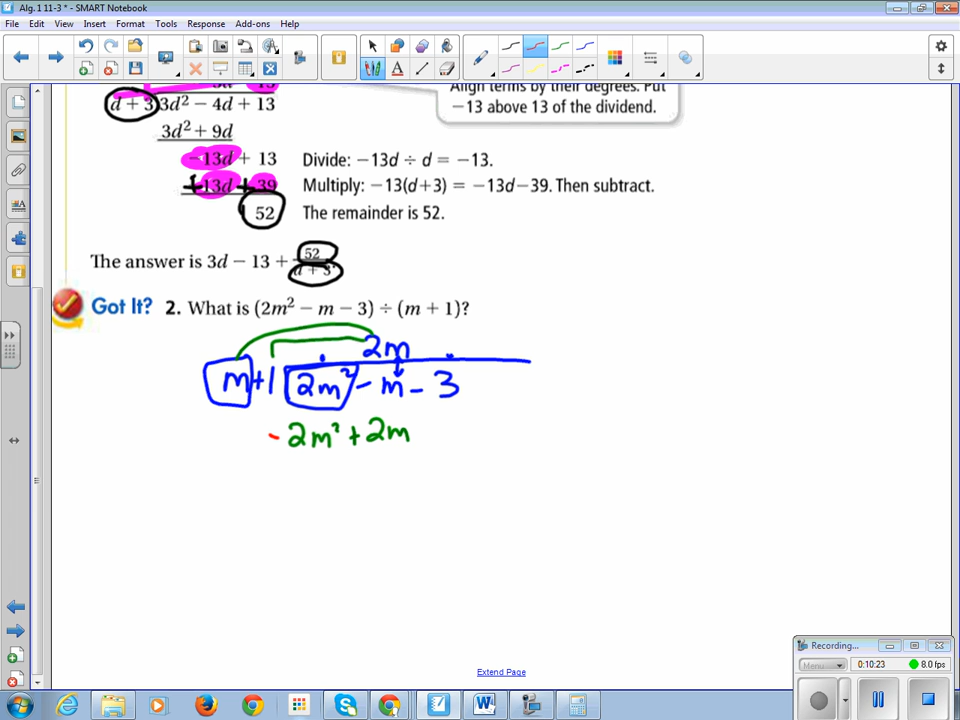 Alg.1 11-3 * - SMART Notebook
File Edit View Insert Format Tools Response Add-ons Help
Align terms by their degrees. Put
−13 above 13 of the dividend.
d + 3 3d² − 4d + 13
3d² + 9d
−13d + 13 Divide: −13d ÷ d = −13.
+13d + 39 Multiply: −13(d+3) = −13d−39. Then subtract.
52 The remainder is 52.
The answer is 3d − 13 + 52/d + 3.
Got It? 2. What is (2m² − m − 3) ÷ (m + 1)?
2m
m+1 2m² − m − 3
- 2m² + 2m
Extend Page
Recording...
Menu 0:10:23 8.0 fps